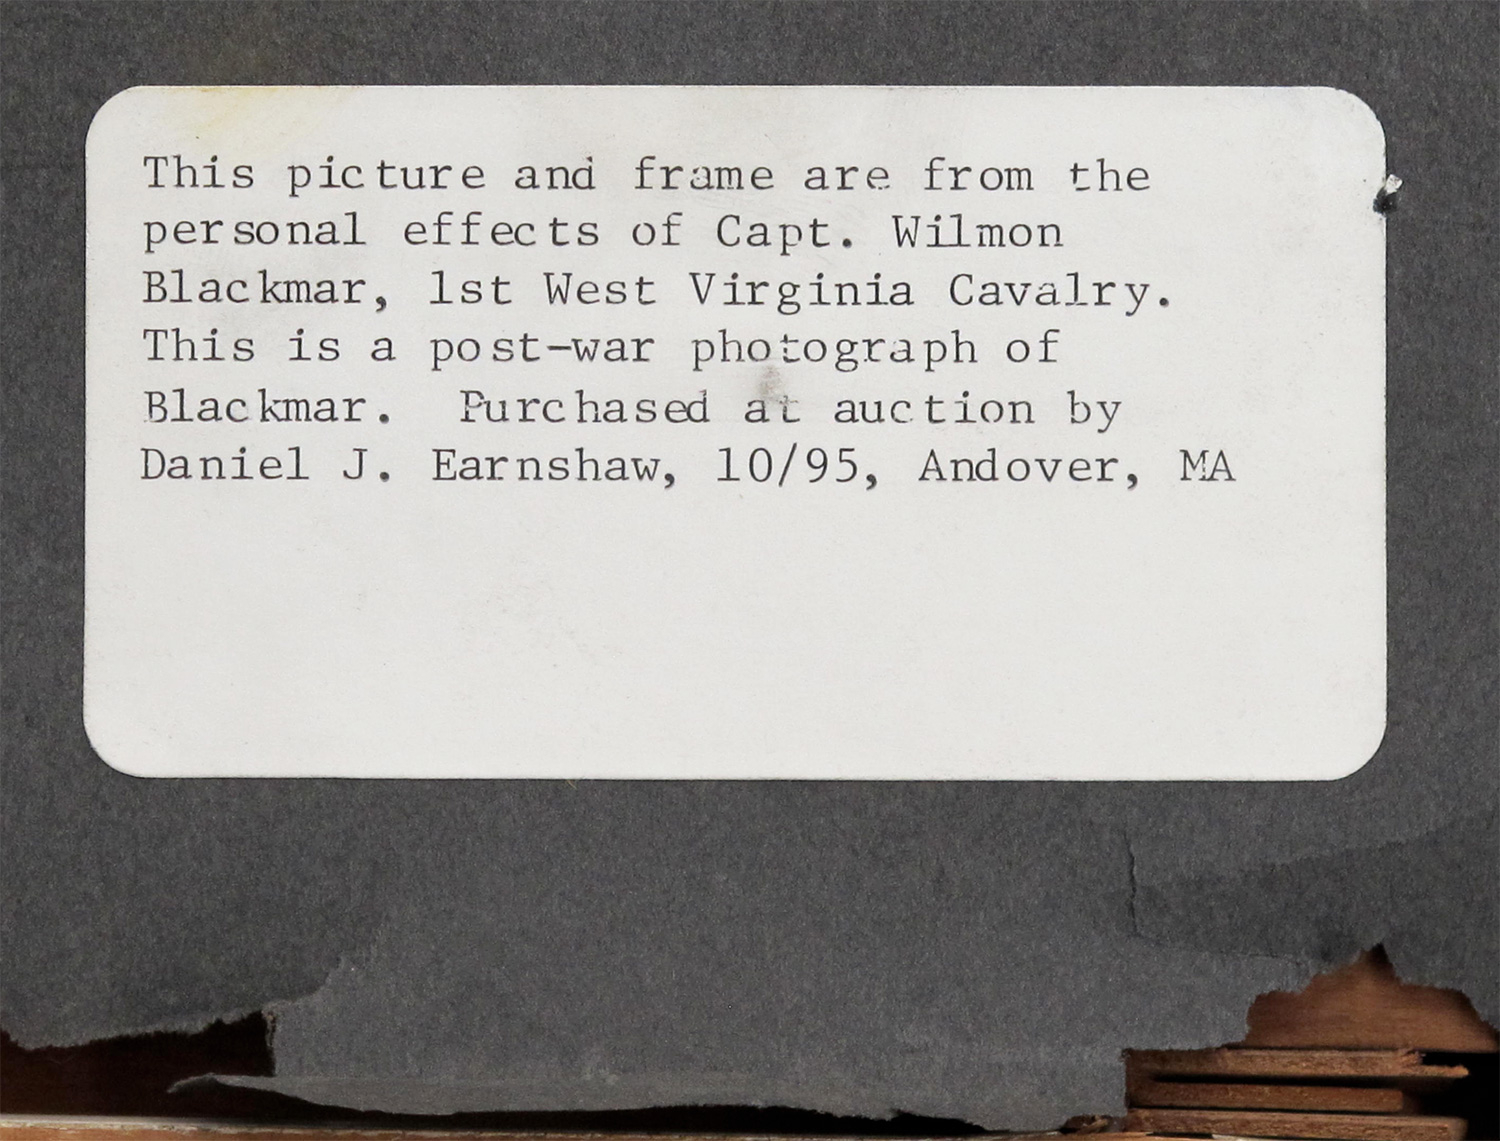 This picture and frame are from the
personal effects of Capt. Wilmon
Blackmar, 1st West Virginia Cavalry.
This is a post-war photograph of
Blackmar.  Purchased at auction by
Daniel J. Earnshaw, 10/95, Andover, MA